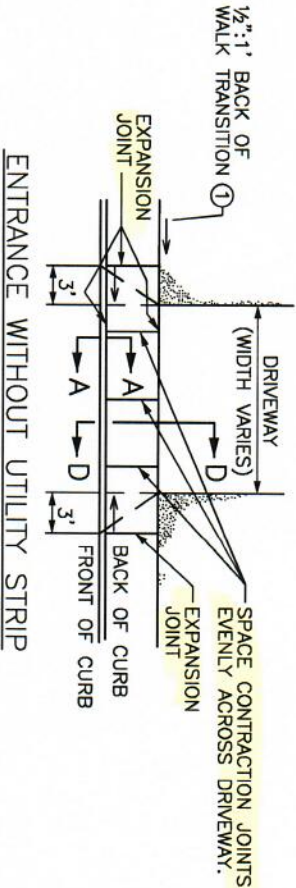 ½":1' BACK OF
WALK TRANSITION ①
EXPANSION
JOINT
3'
DRIVEWAY
(WIDTH VARIES)
A
A
D
D
3'
SPACE CONTRACTION JOINTS
EVENLY ACROSS DRIVEWAY.
EXPANSION
JOINT
BACK OF CURB
FRONT OF CURB
ENTRANCE WITHOUT UTILITY STRIP